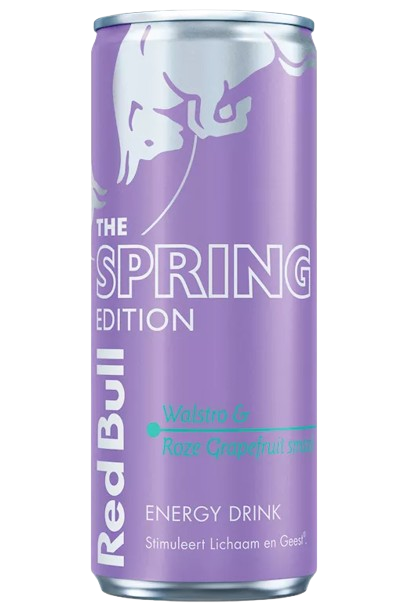 THE
SPRING
EDITION
Red Bull
Walstro &
Roze Grapefruit
ENERGY DRINK
Stimuleert Lichaam en Geest®.